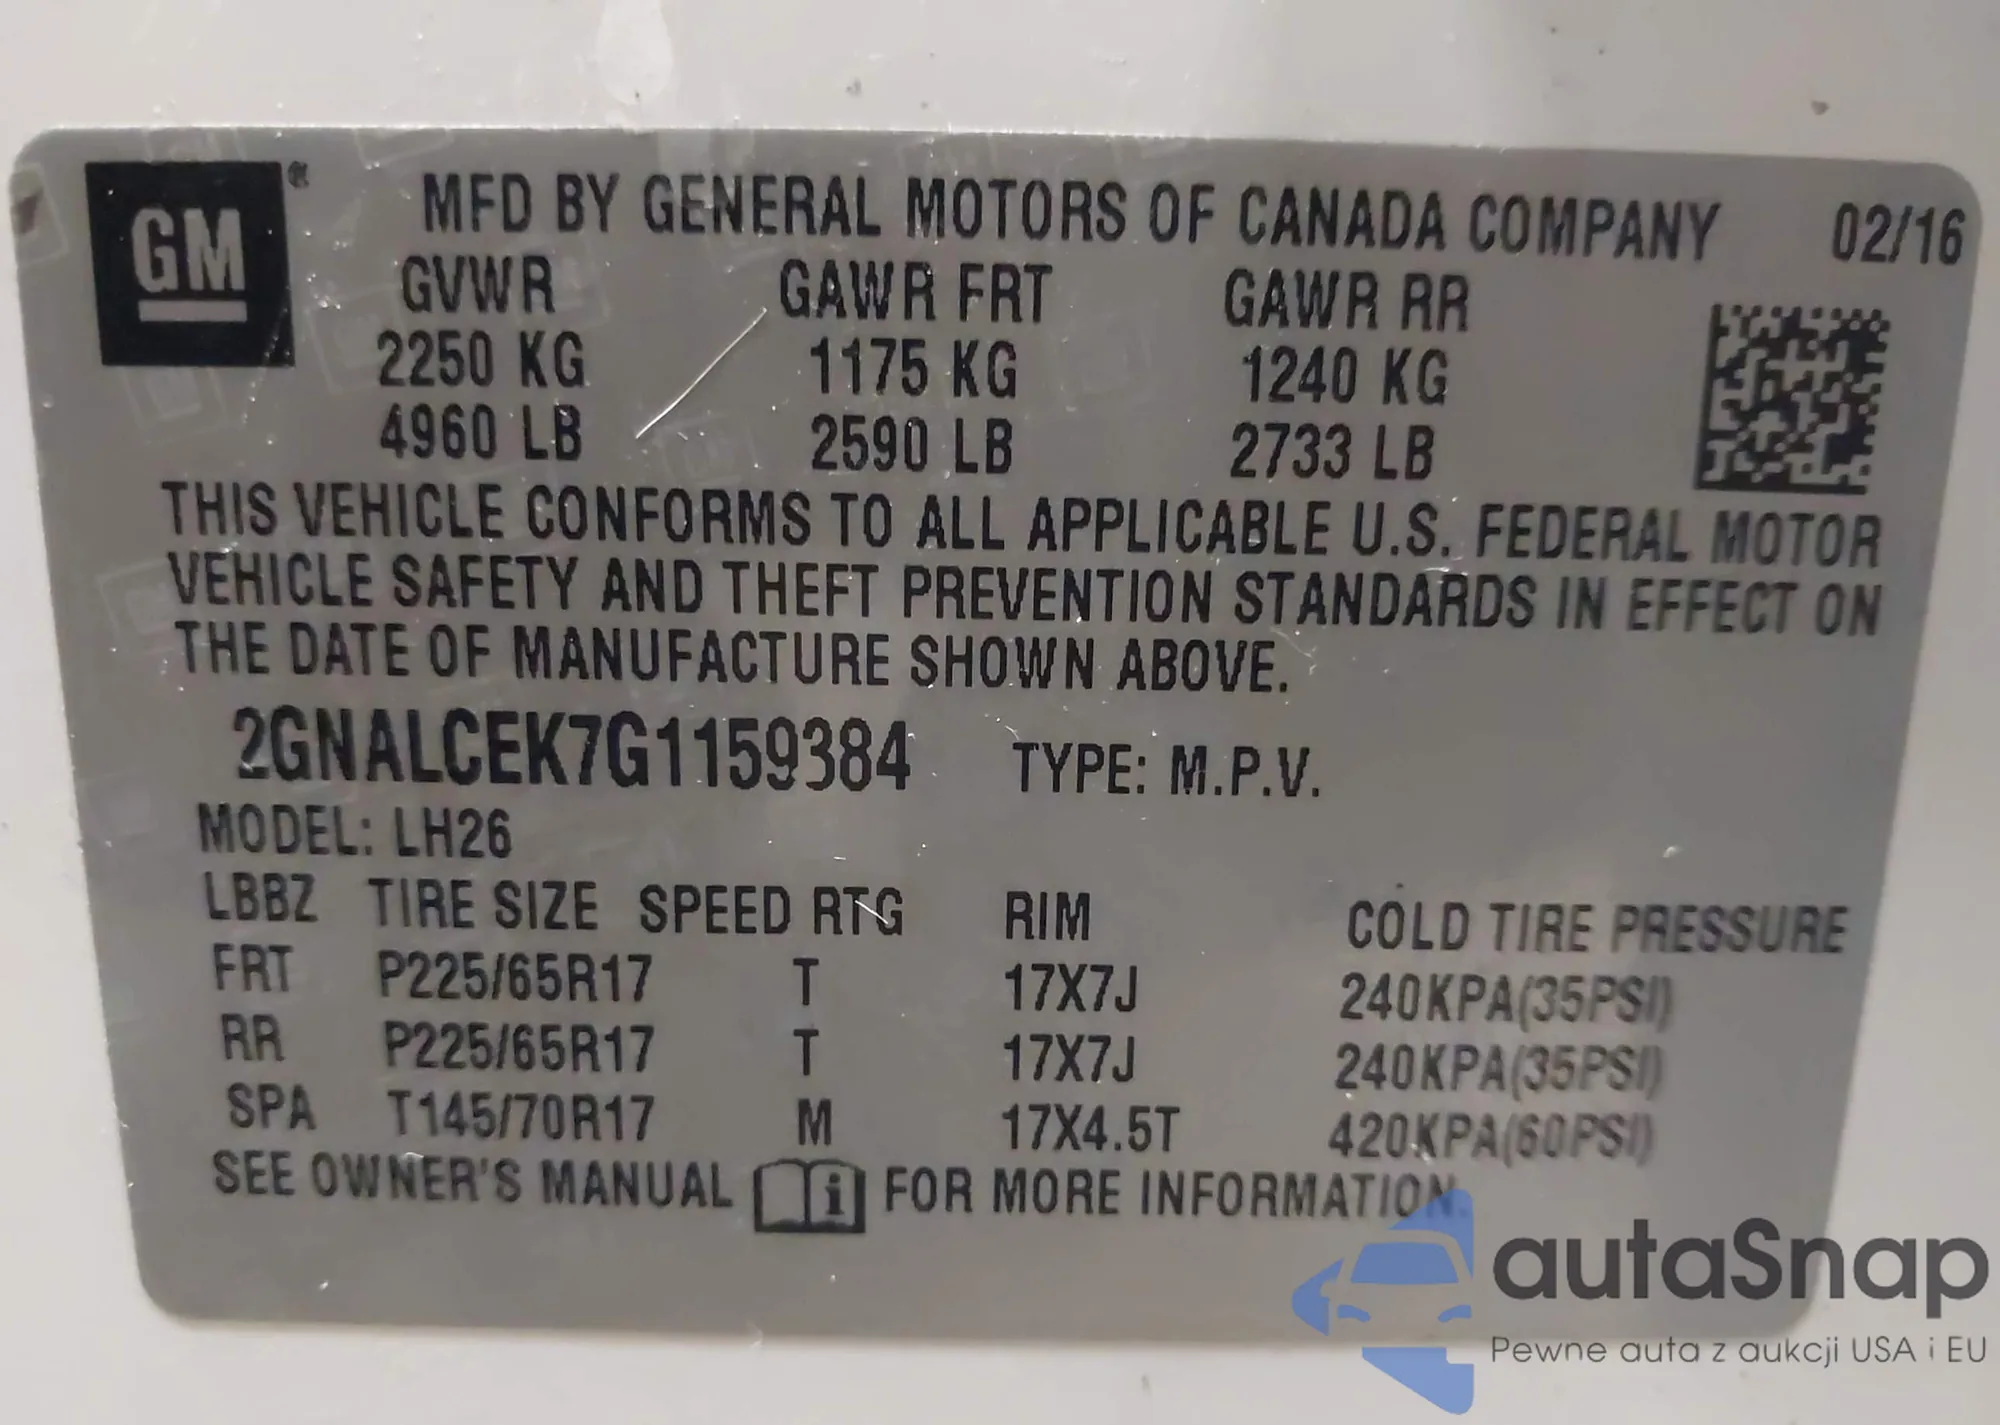 GM®
MFD BY GENERAL MOTORS OF CANADA COMPANY 02/16
GVWR GAWR FRT GAWR RR
2250 KG 1175 KG 1240 KG
4960 LB 2590 LB 2733 LB
THIS VEHICLE CONFORMS TO ALL APPLICABLE U.S. FEDERAL MOTOR
VEHICLE SAFETY AND THEFT PREVENTION STANDARDS IN EFFECT ON
THE DATE OF MANUFACTURE SHOWN ABOVE.
2GNALCEK7G1159384 TYPE: M.P.V.
MODEL: LH26
LBBZ TIRE SIZE SPEED RTG RIM COLD TIRE PRESSURE
FRT P225/65R17 T 17X7J 240KPA(35PSI)
RR P225/65R17 T 17X7J 240KPA(35PSI)
SPA T145/70R17 M 17X4.5T 420KPA(60PSI)
SEE OWNER'S MANUAL i FOR MORE INFORMATION.
autaSnap
Pewne auta z aukcji USA i EU